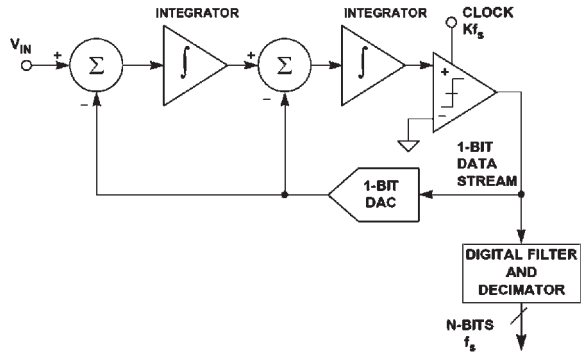 INTEGRATOR
INTEGRATOR
CLOCK
Kfs
VIN
+
Σ
∫
+
Σ
∫
+
–
–
–
1-BIT
DATA
STREAM
1-BIT
DAC
DIGITAL FILTER
AND
DECIMATOR
N-BITS
fs